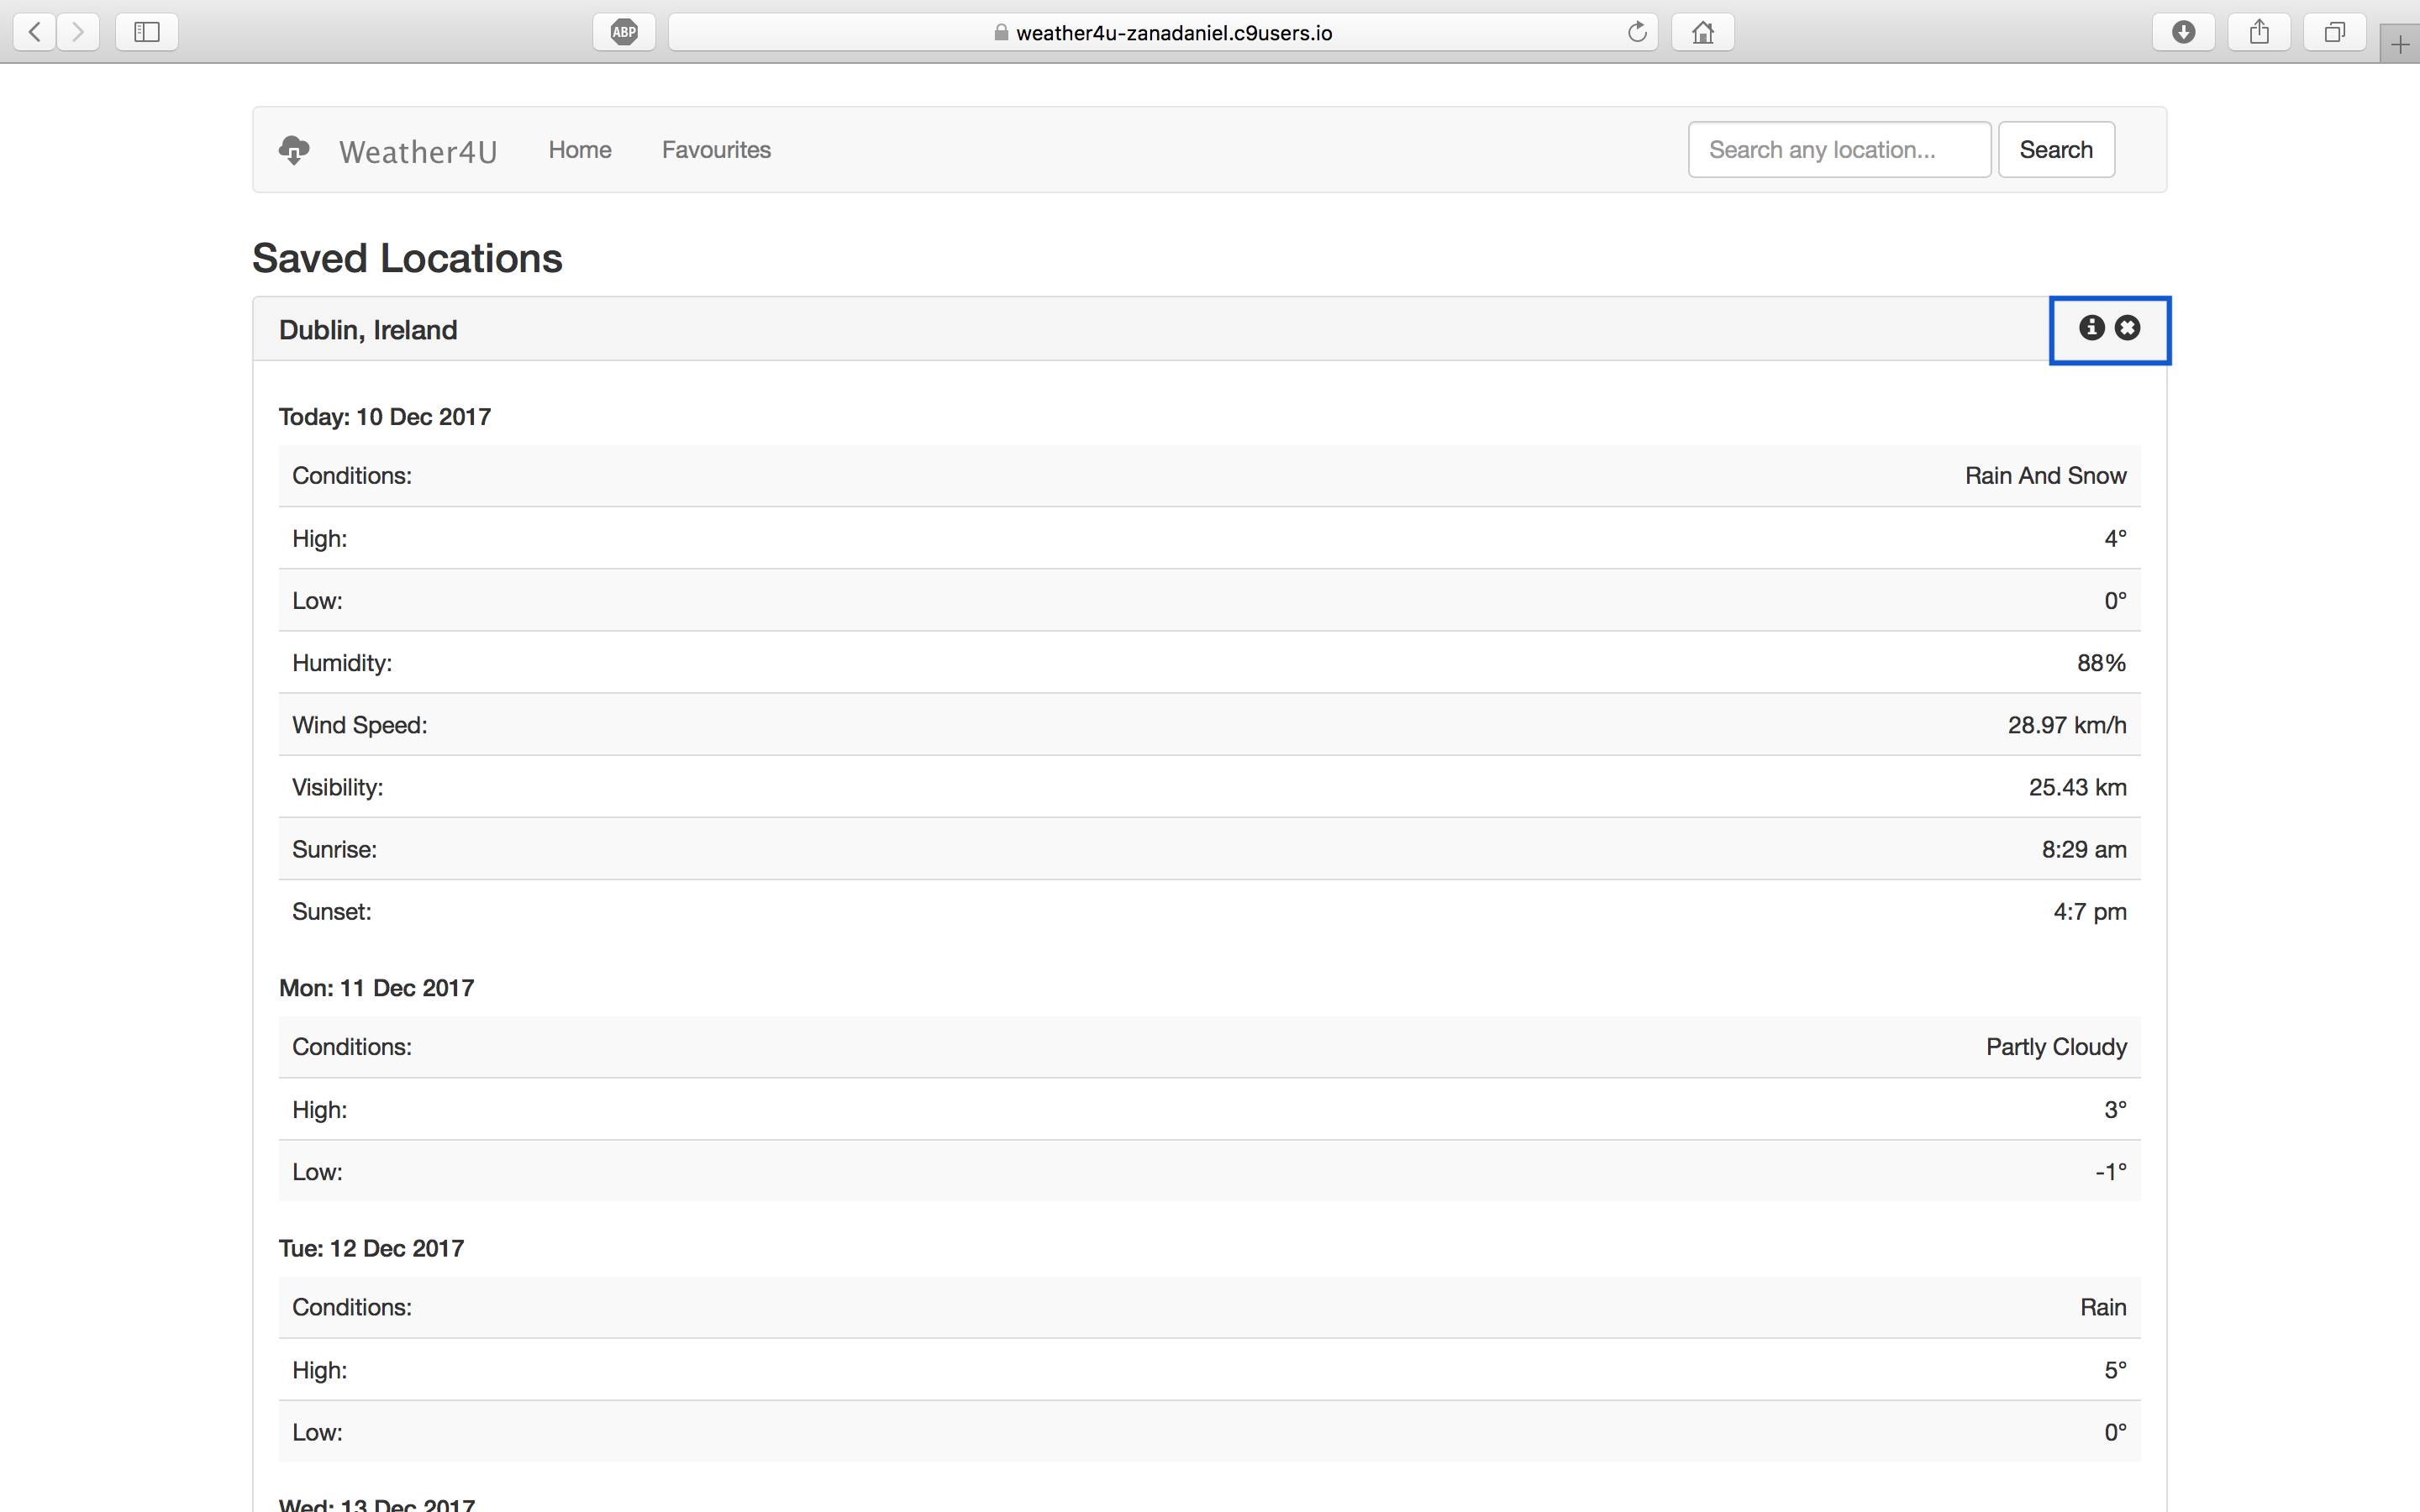 ABP
weather4u-zanadaniel.c9users.io
Weather4U Home Favourites Search any location... Search
Saved Locations
Dublin, Ireland
Today: 10 Dec 2017
Conditions: Rain And Snow
High: 4°
Low: 0°
Humidity: 88%
Wind Speed: 28.97 km/h
Visibility: 25.43 km
Sunrise: 8:29 am
Sunset: 4:7 pm
Mon: 11 Dec 2017
Conditions: Partly Cloudy
High: 3°
Low: -1°
Tue: 12 Dec 2017
Conditions: Rain
High: 5°
Low: 0°
Wed: 13 Dec 2017